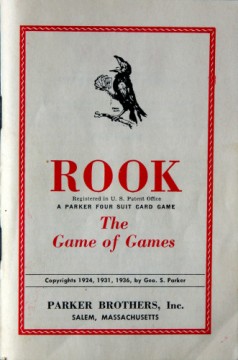 ROOK
Registered in U. S. Patent Office
A PARKER FOUR SUIT CARD GAME
The
Game of Games
Copyrights 1924, 1931, 1936, by Geo. S. Parker
PARKER BROTHERS, Inc.
SALEM, MASSACHUSETTS